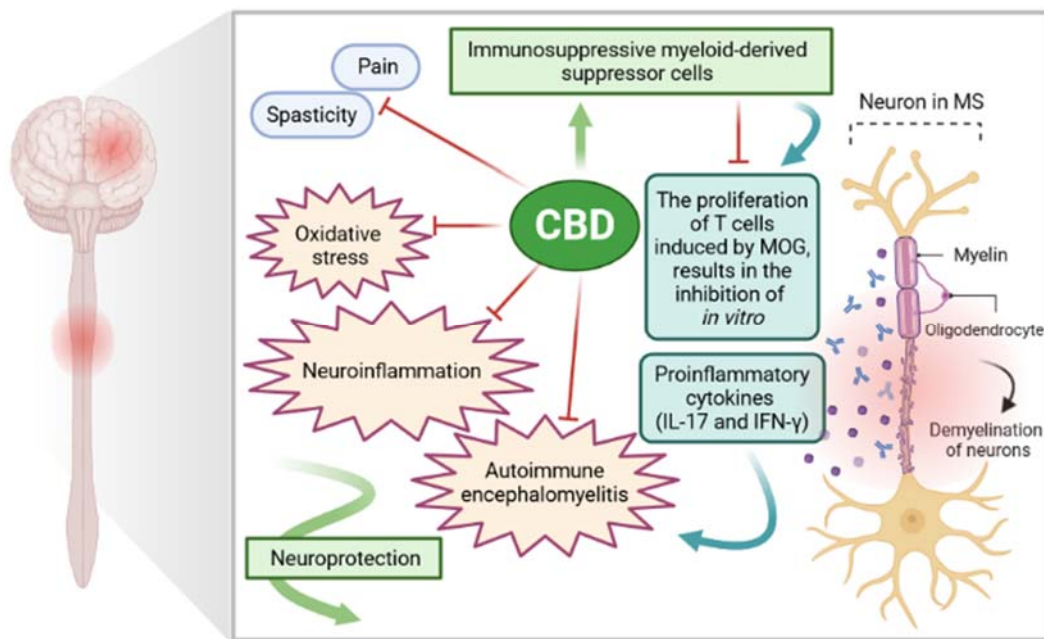 Immunosuppressive myeloid-derived
suppressor cells
Pain
Spasticity
Neuron in MS
CBD
The proliferation
of T cells
induced by MOG,
results in the
inhibition of
in vitro
Oxidative
stress
Myelin
Oligodendrocyte
Neuroinflammation
Proinflammatory
cytokines
(IL-17 and IFN-γ)
Demyelination
of neurons
Autoimmune
encephalomyelitis
Neuroprotection